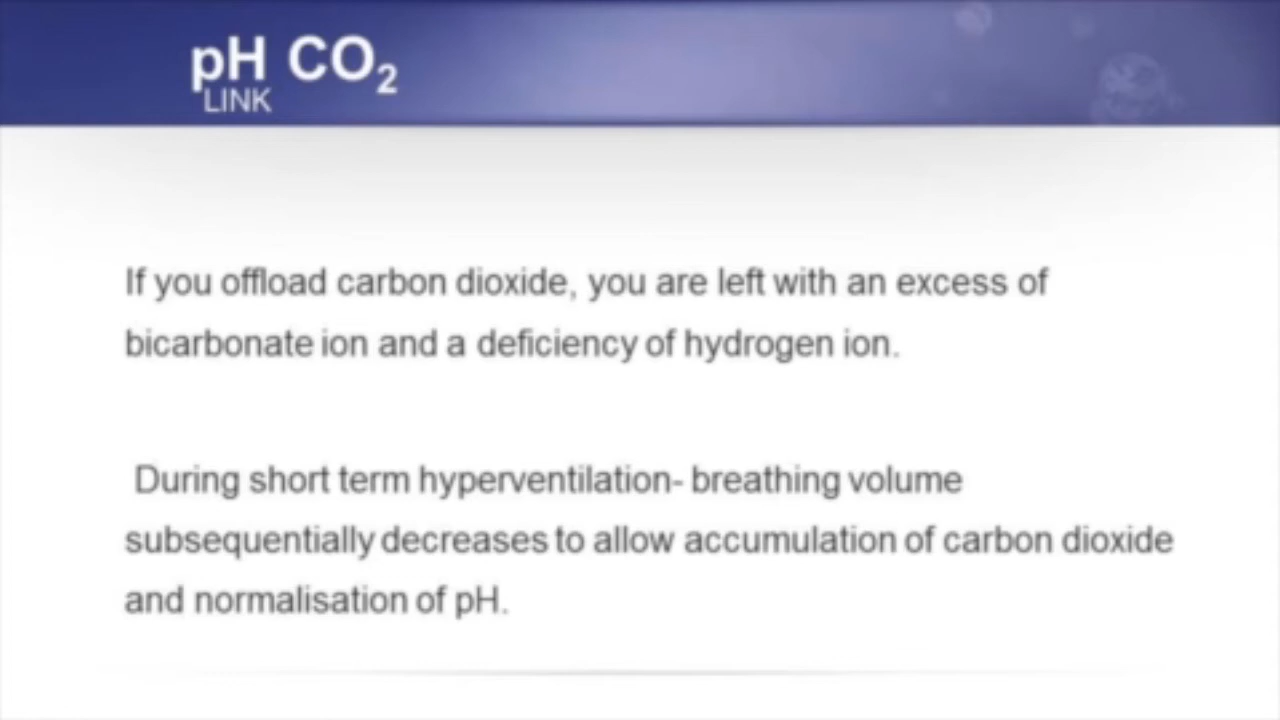 pH CO₂
LINK
If you offload carbon dioxide, you are left with an excess of
bicarbonate ion and a deficiency of hydrogen ion.
During short term hyperventilation- breathing volume
subsequentially decreases to allow accumulation of carbon dioxide
and normalisation of pH.